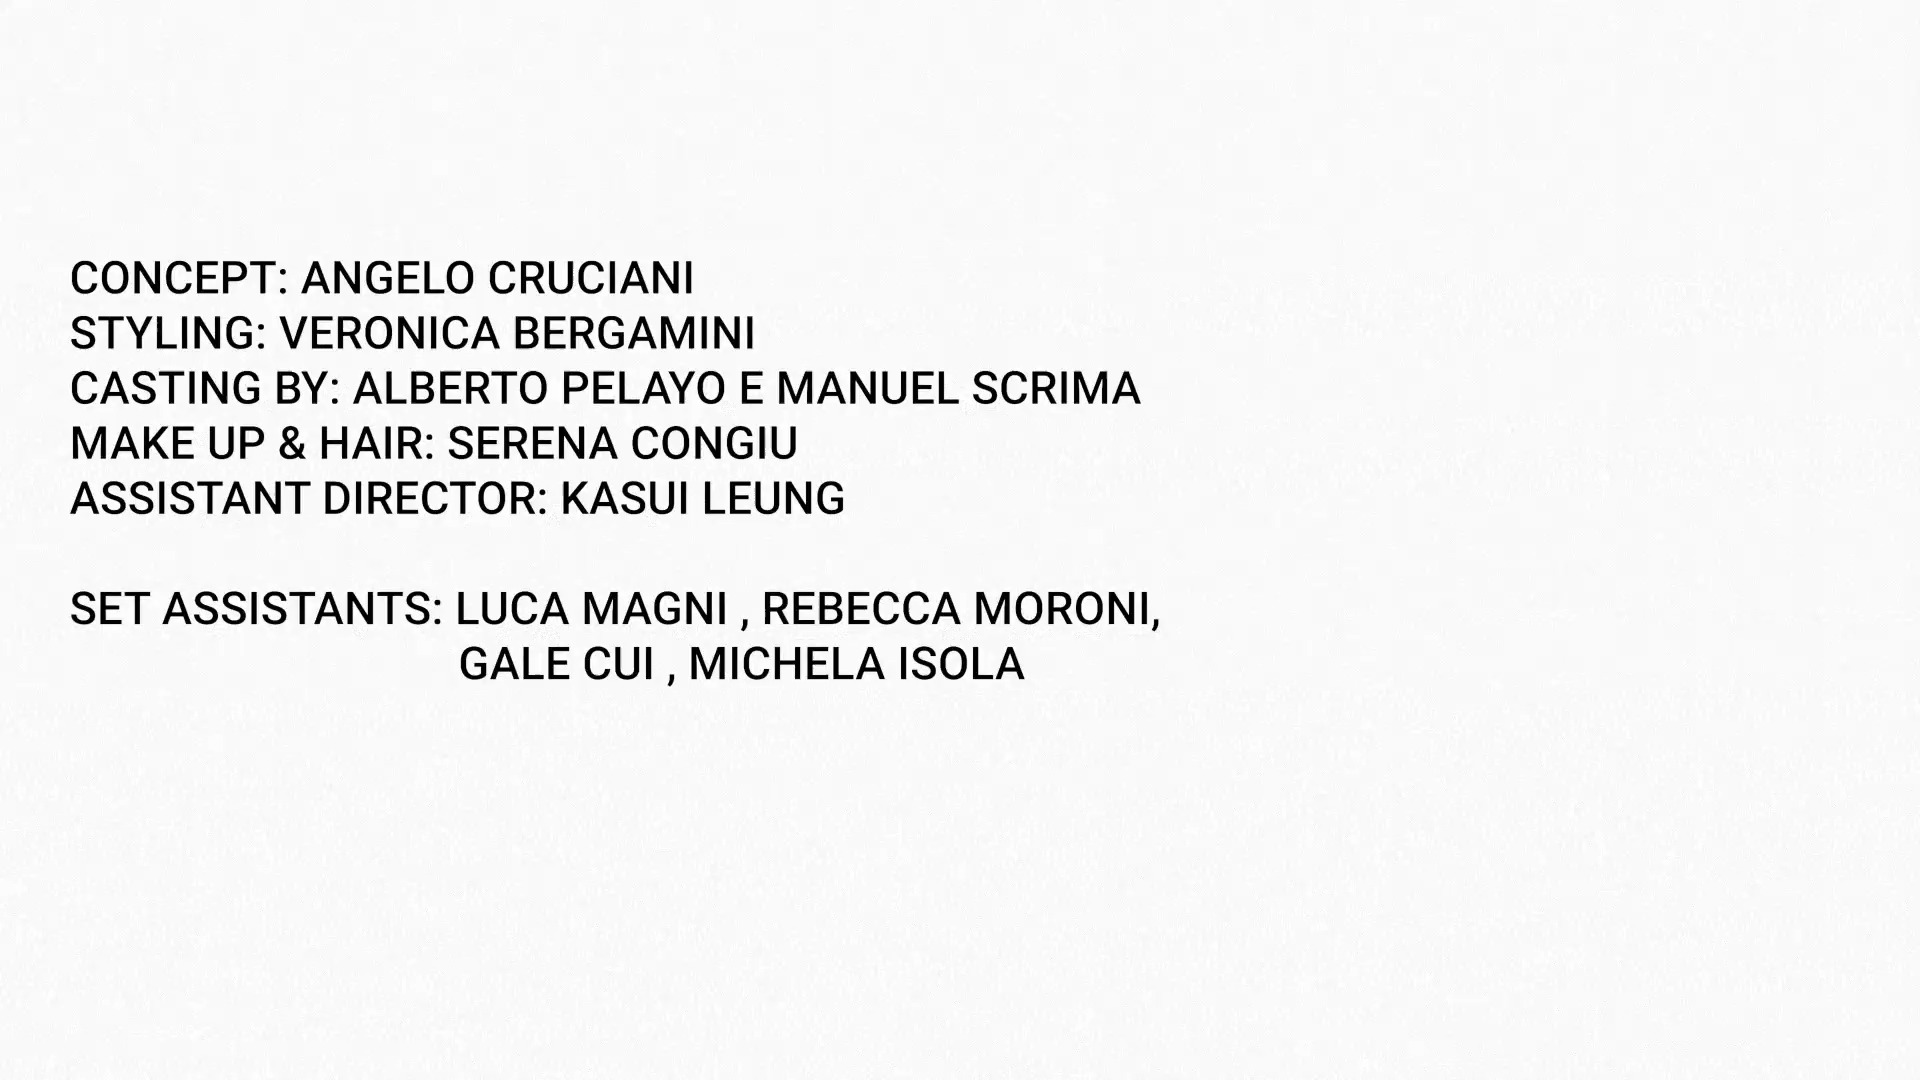 CONCEPT: ANGELO CRUCIANI
STYLING: VERONICA BERGAMINI
CASTING BY: ALBERTO PELAYO E MANUEL SCRIMA
MAKE UP & HAIR: SERENA CONGIU
ASSISTANT DIRECTOR: KASUI LEUNG
SET ASSISTANTS: LUCA MAGNI , REBECCA MORONI,
GALE CUI , MICHELA ISOLA